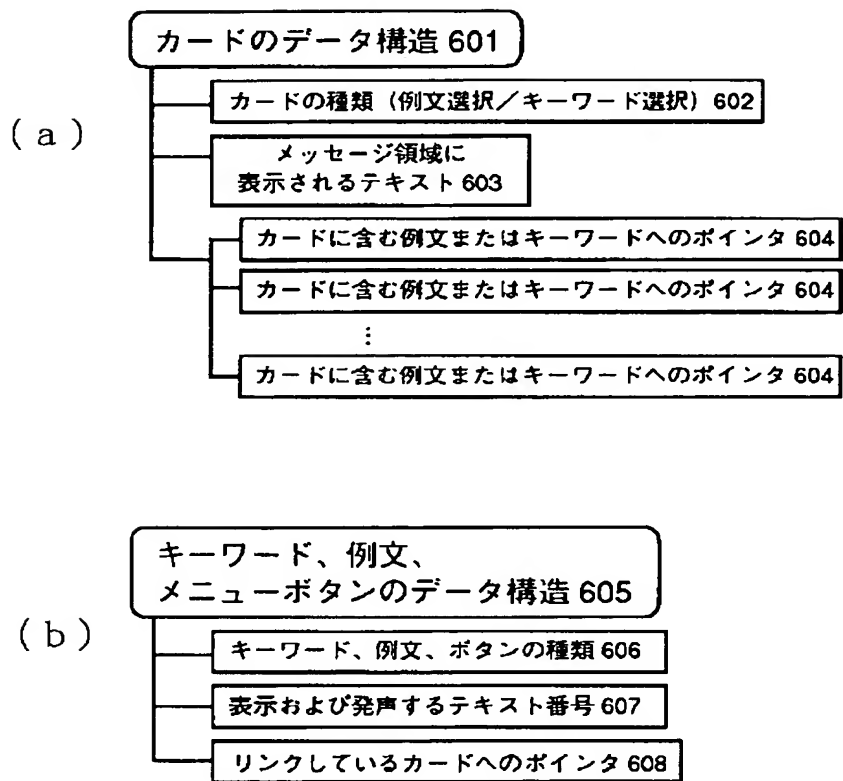 カードのデータ構造 601
カードの種類（例文選択／キーワード選択）602
(a)
メッセージ領域に
表示されるテキスト 603
カードに含む例文またはキーワードへのポインタ 604
カードに含む例文またはキーワードへのポインタ 604
⋮
カードに含む例文またはキーワードへのポインタ 604
キーワード、例文、
メニューボタンのデータ構造 605
(b)
キーワード、例文、ボタンの種類 606
表示および発声するテキスト番号 607
リンクしているカードへのポインタ 608